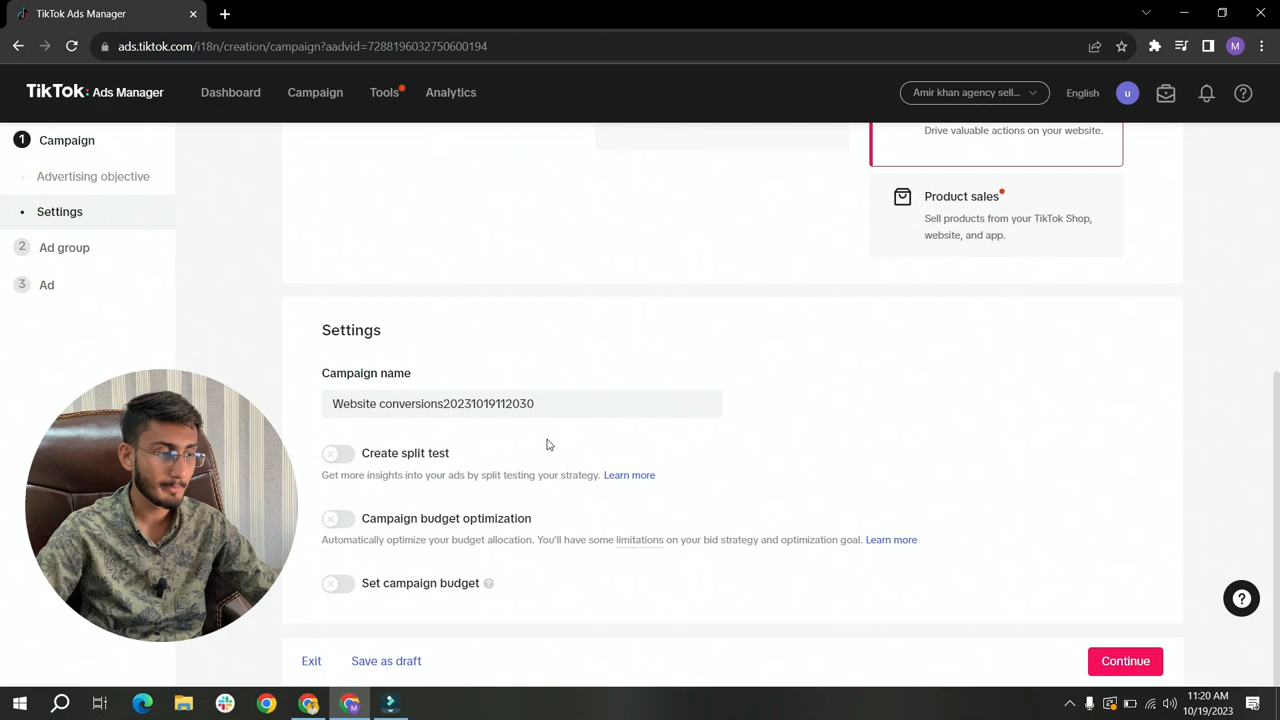 TikTok Ads Manager
ads.tiktok.com/i18n/creation/campaign?aadvid=7288196032750600194
M
TikTok: Ads Manager
Dashboard
Campaign
Tools
Analytics
Amir khan agency sell...
English
U
1 Campaign
Advertising objective
Settings
2 Ad group
3 Ad
Drive valuable actions on your website.
Product sales
Sell products from your TikTok Shop,
website, and app.
Settings
Campaign name
Website conversions20231019112030
Create split test
Get more insights into your ads by split testing your strategy. Learn more
Campaign budget optimization
Automatically optimize your budget allocation. You'll have some limitations on your bid strategy and optimization goal. Learn more
Set campaign budget
Exit
Save as draft
Continue
11:20 AM
10/19/2023